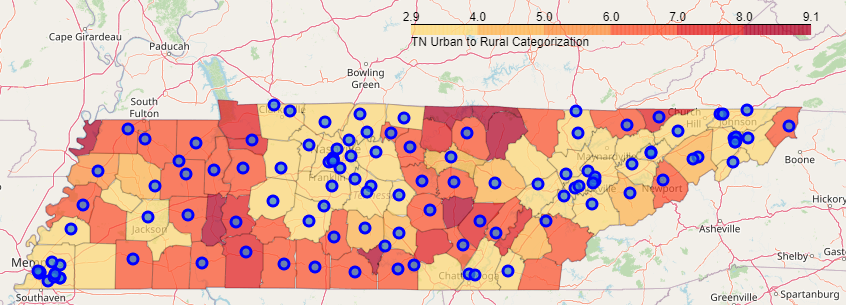 2.9 4.0 5.0 6.0 7.0 8.0 9.1
TN Urban to Rural Categorization
Cape Girardeau
Paducah
Bowling
Green
South
Fulton
Church
Hill
Johnson
Maynardville
Boone
Franklin
Newport
Hickory
Jackson
Asheville
Shelby
Chattanooga
Southaven
Greenville
Spartanburg